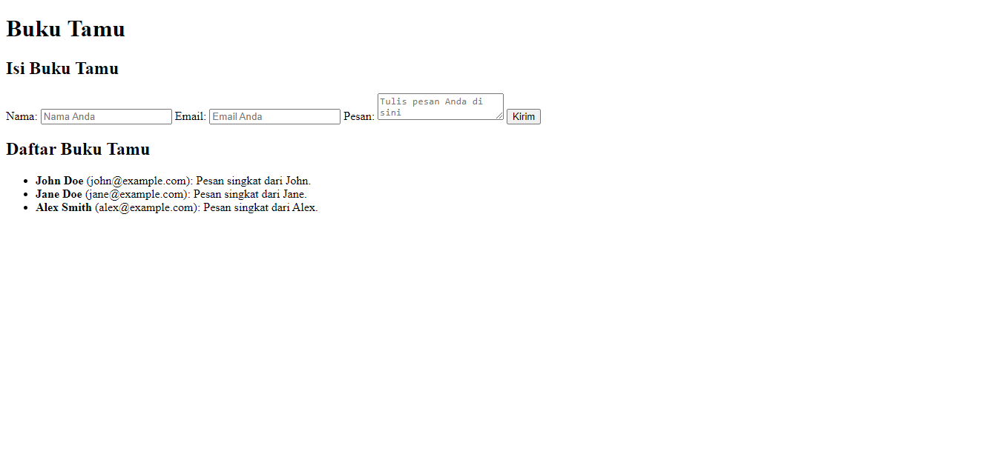 Buku Tamu
Isi Buku Tamu
Nama: Nama Anda Email: Email Anda Pesan: Tulis pesan Anda di
sini Kirim
Daftar Buku Tamu
• John Doe (john@example.com): Pesan singkat dari John.
• Jane Doe (jane@example.com): Pesan singkat dari Jane.
• Alex Smith (alex@example.com): Pesan singkat dari Alex.